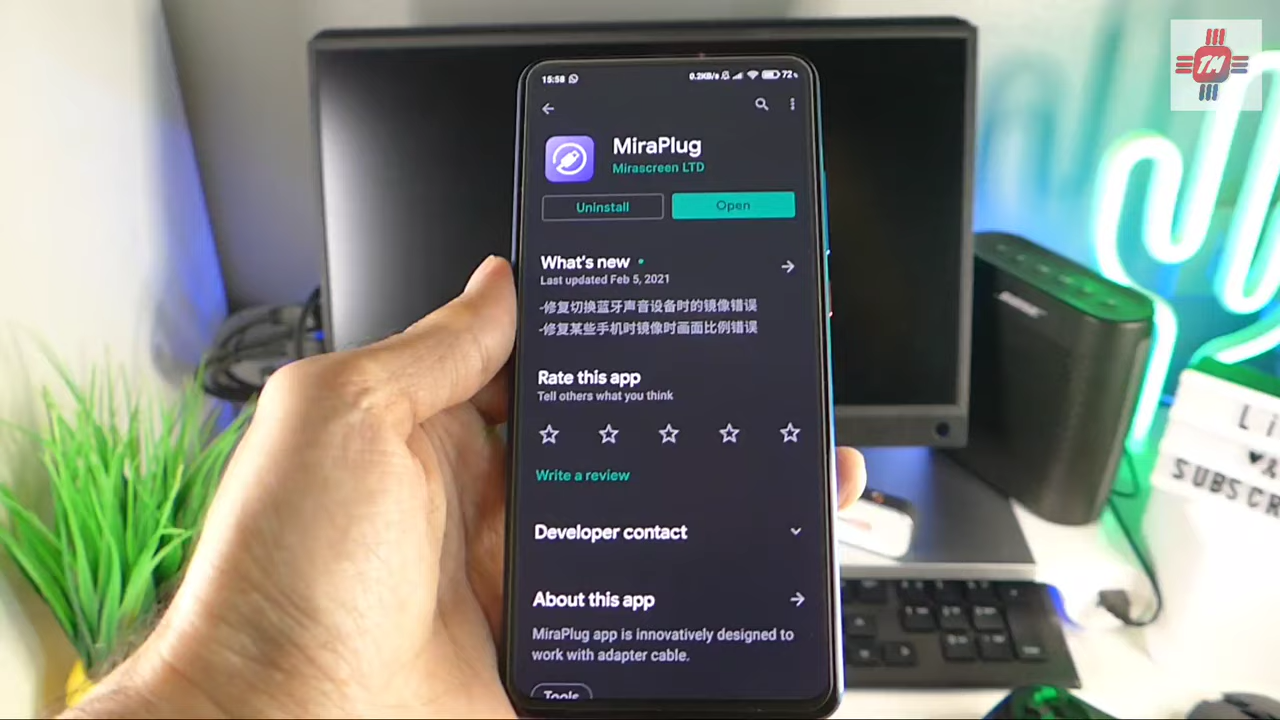 TM
15:58
0.2KB/s
72%
MiraPlug
Mirascreen LTD
Uninstall
Open
What's new
Last updated Feb 5, 2021
-修复切换蓝牙声音设备时的镜像错误
-修复某些手机时镜像时画面比例错误
Rate this app
Tell others what you think
Write a review
Developer contact
About this app
MiraPlug app is innovatively designed to
work with adapter cable.
Tools